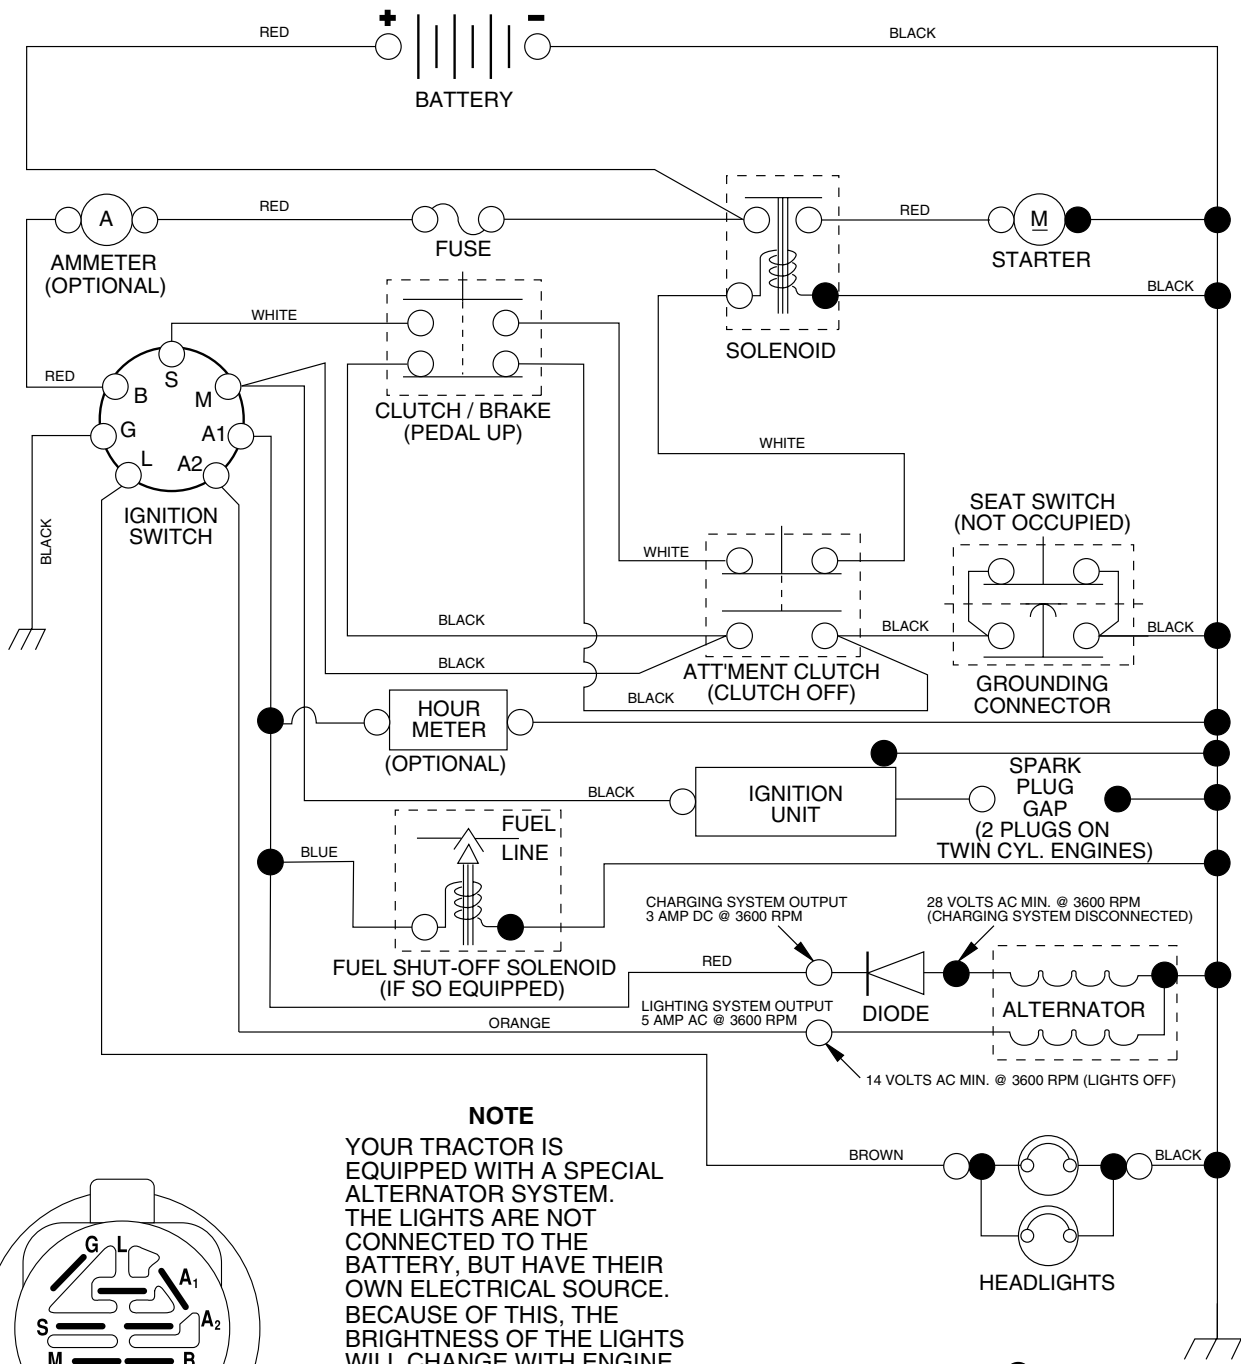 + −
RED
BLACK
BATTERY
A
RED
FUSE
RED
M
STARTER
AMMETER
(OPTIONAL)
BLACK
WHITE
SOLENOID
RED
S
B
M
G
A1
L
A2
CLUTCH / BRAKE
(PEDAL UP)
WHITE
IGNITION
SWITCH
BLACK
SEAT SWITCH
(NOT OCCUPIED)
WHITE
BLACK
BLACK
BLACK
BLACK
ATT'MENT CLUTCH
(CLUTCH OFF)
GROUNDING
CONNECTOR
BLACK
HOUR
METER
(OPTIONAL)
BLACK
IGNITION
UNIT
SPARK
PLUG
GAP
(2 PLUGS ON
TWIN CYL. ENGINES)
FUEL
LINE
BLUE
FUEL SHUT-OFF SOLENOID
(IF SO EQUIPPED)
CHARGING SYSTEM OUTPUT
3 AMP DC @ 3600 RPM
28 VOLTS AC MIN. @ 3600 RPM
(CHARGING SYSTEM DISCONNECTED)
RED
DIODE
ALTERNATOR
LIGHTING SYSTEM OUTPUT
5 AMP AC @ 3600 RPM
ORANGE
14 VOLTS AC MIN. @ 3600 RPM (LIGHTS OFF)
BROWN
BLACK
HEADLIGHTS
NOTE
YOUR TRACTOR IS
EQUIPPED WITH A SPECIAL
ALTERNATOR SYSTEM.
THE LIGHTS ARE NOT
CONNECTED TO THE
BATTERY, BUT HAVE THEIR
OWN ELECTRICAL SOURCE.
BECAUSE OF THIS, THE
BRIGHTNESS OF THE LIGHTS
WILL CHANGE WITH ENGINE
G L
A₁
S
A₂
M
B